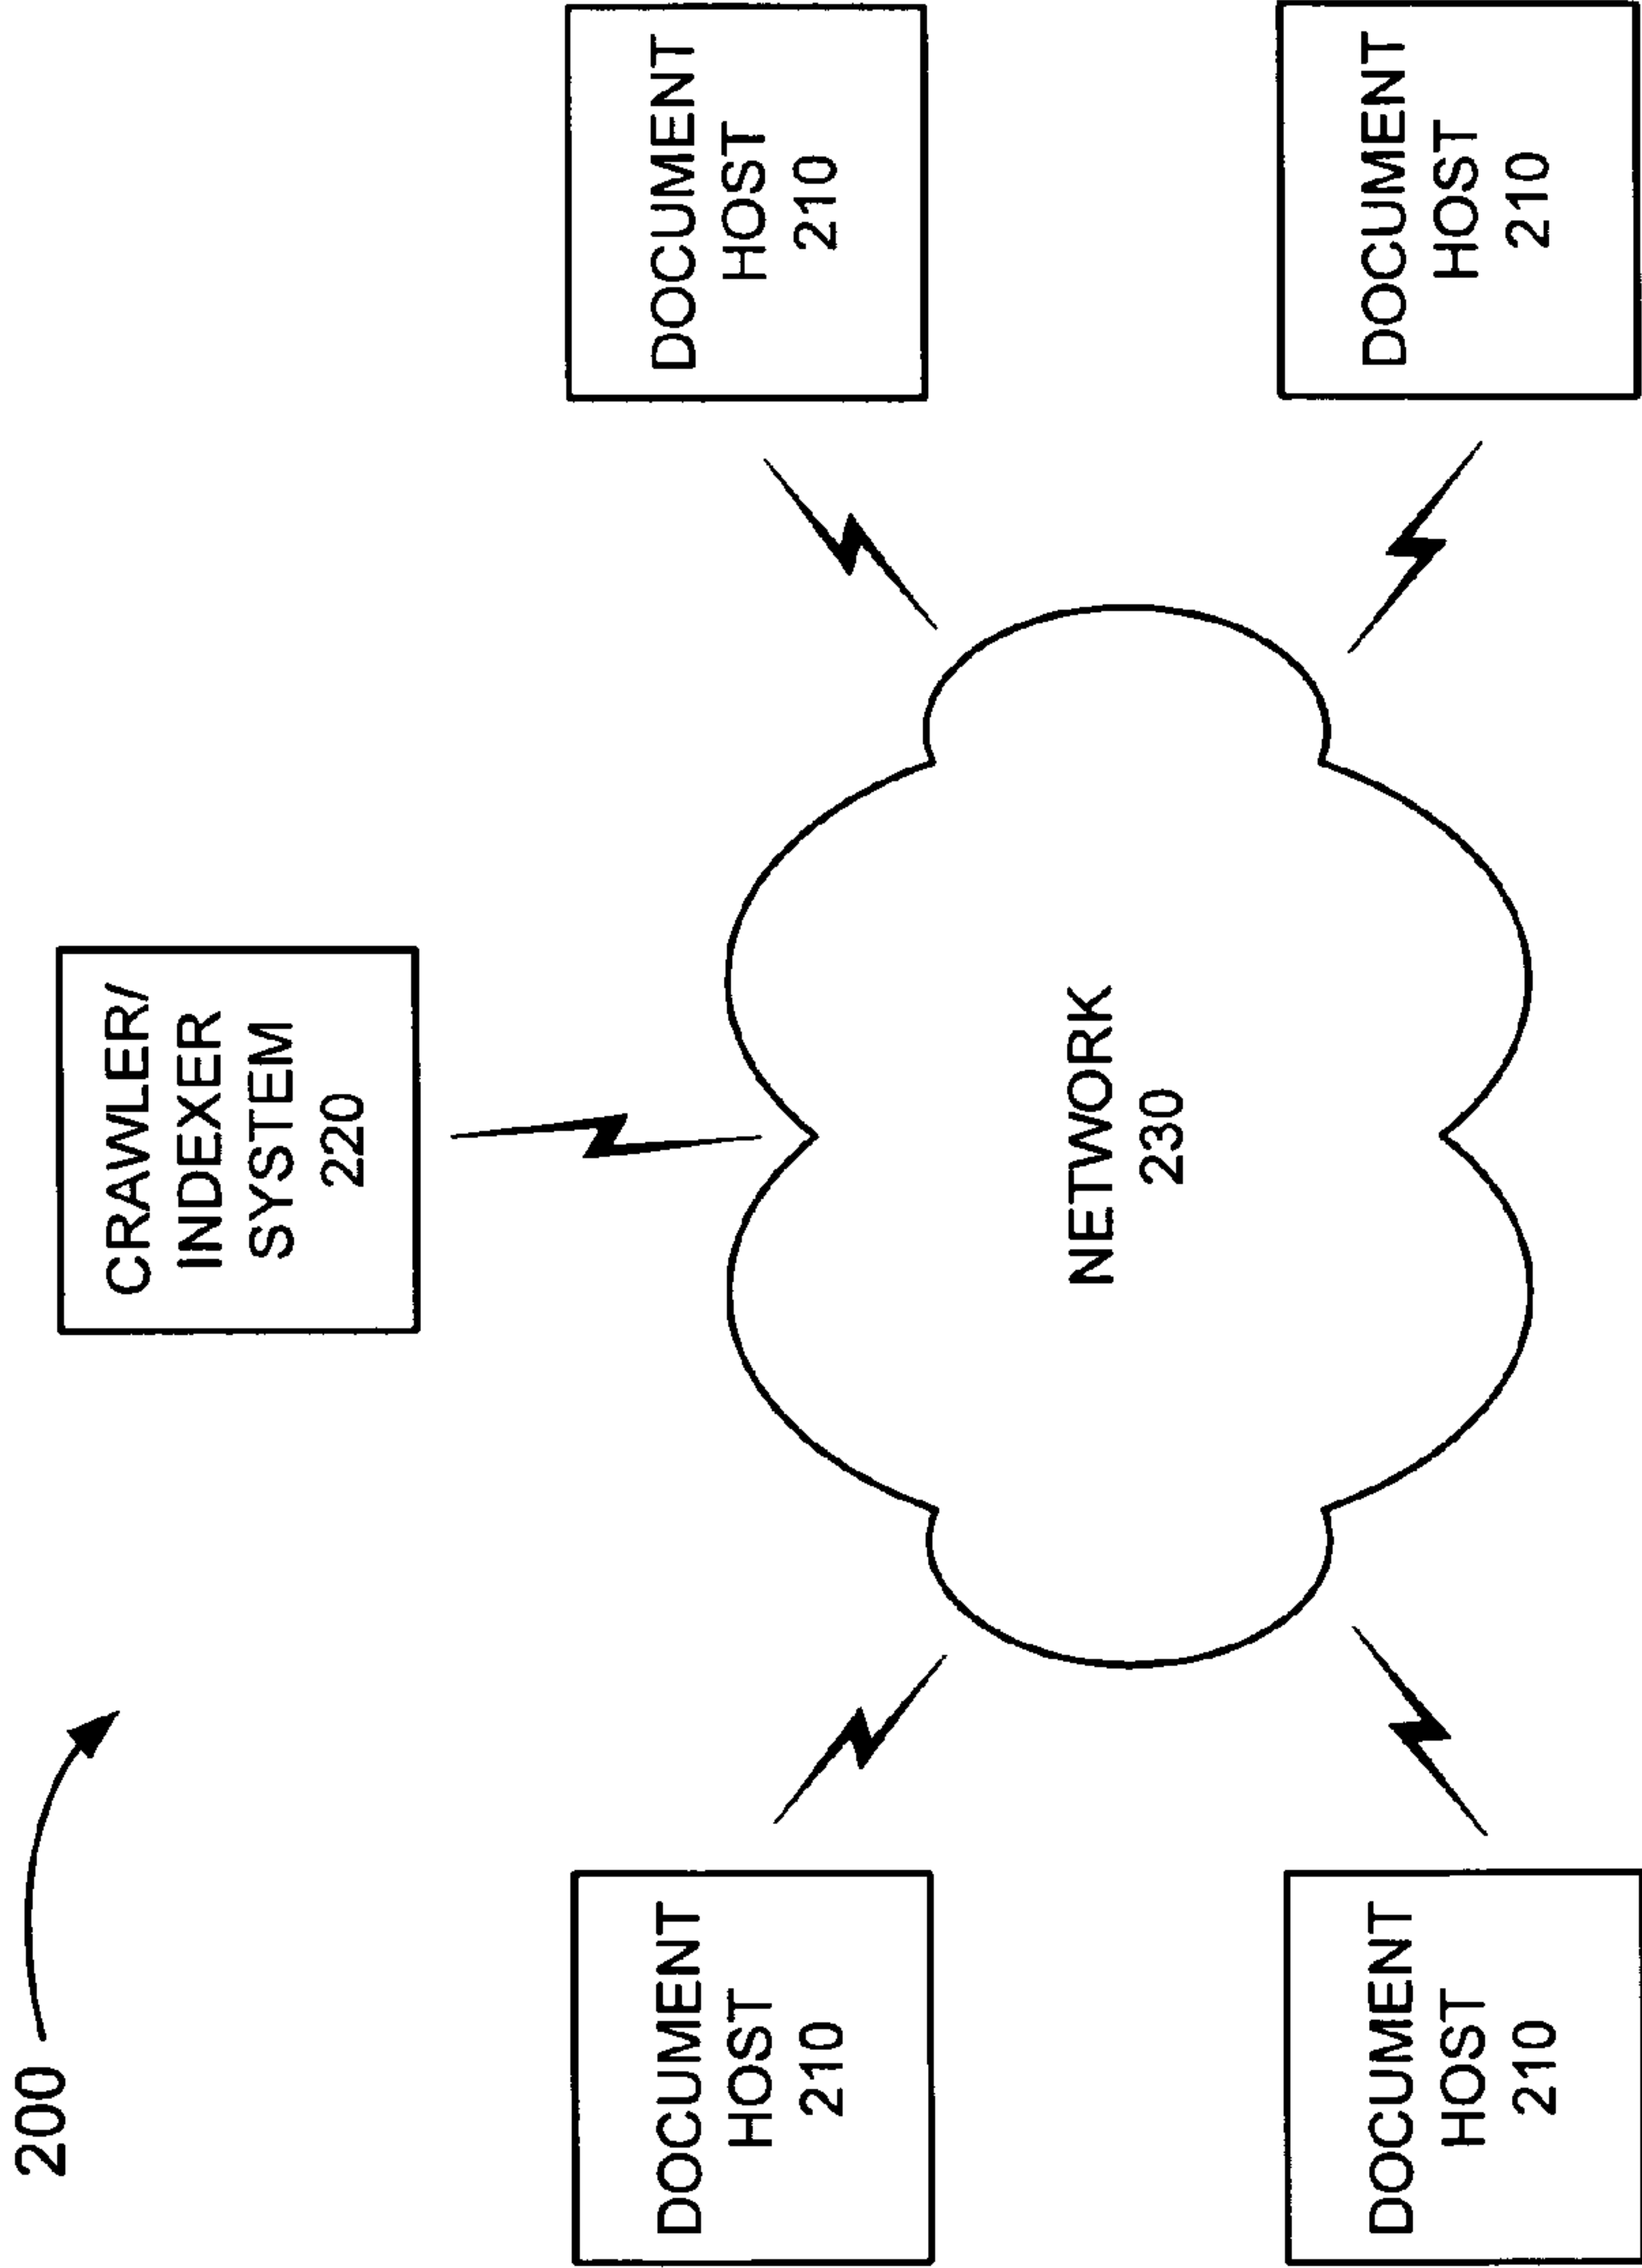 200
CRAWLER/
INDEXER
SYSTEM
220
DOCUMENT
HOST
210
DOCUMENT
HOST
210
NETWORK
230
DOCUMENT
HOST
210
DOCUMENT
HOST
210